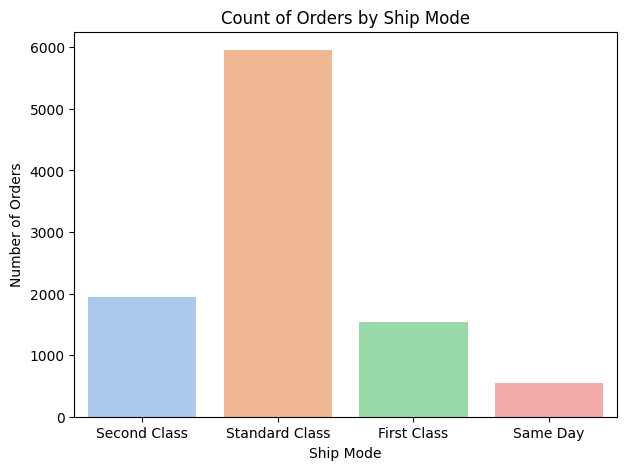 Count of Orders by Ship Mode
Number of Orders
6000
5000
4000
3000
2000
1000
0
Second Class Standard Class First Class Same Day
Ship Mode